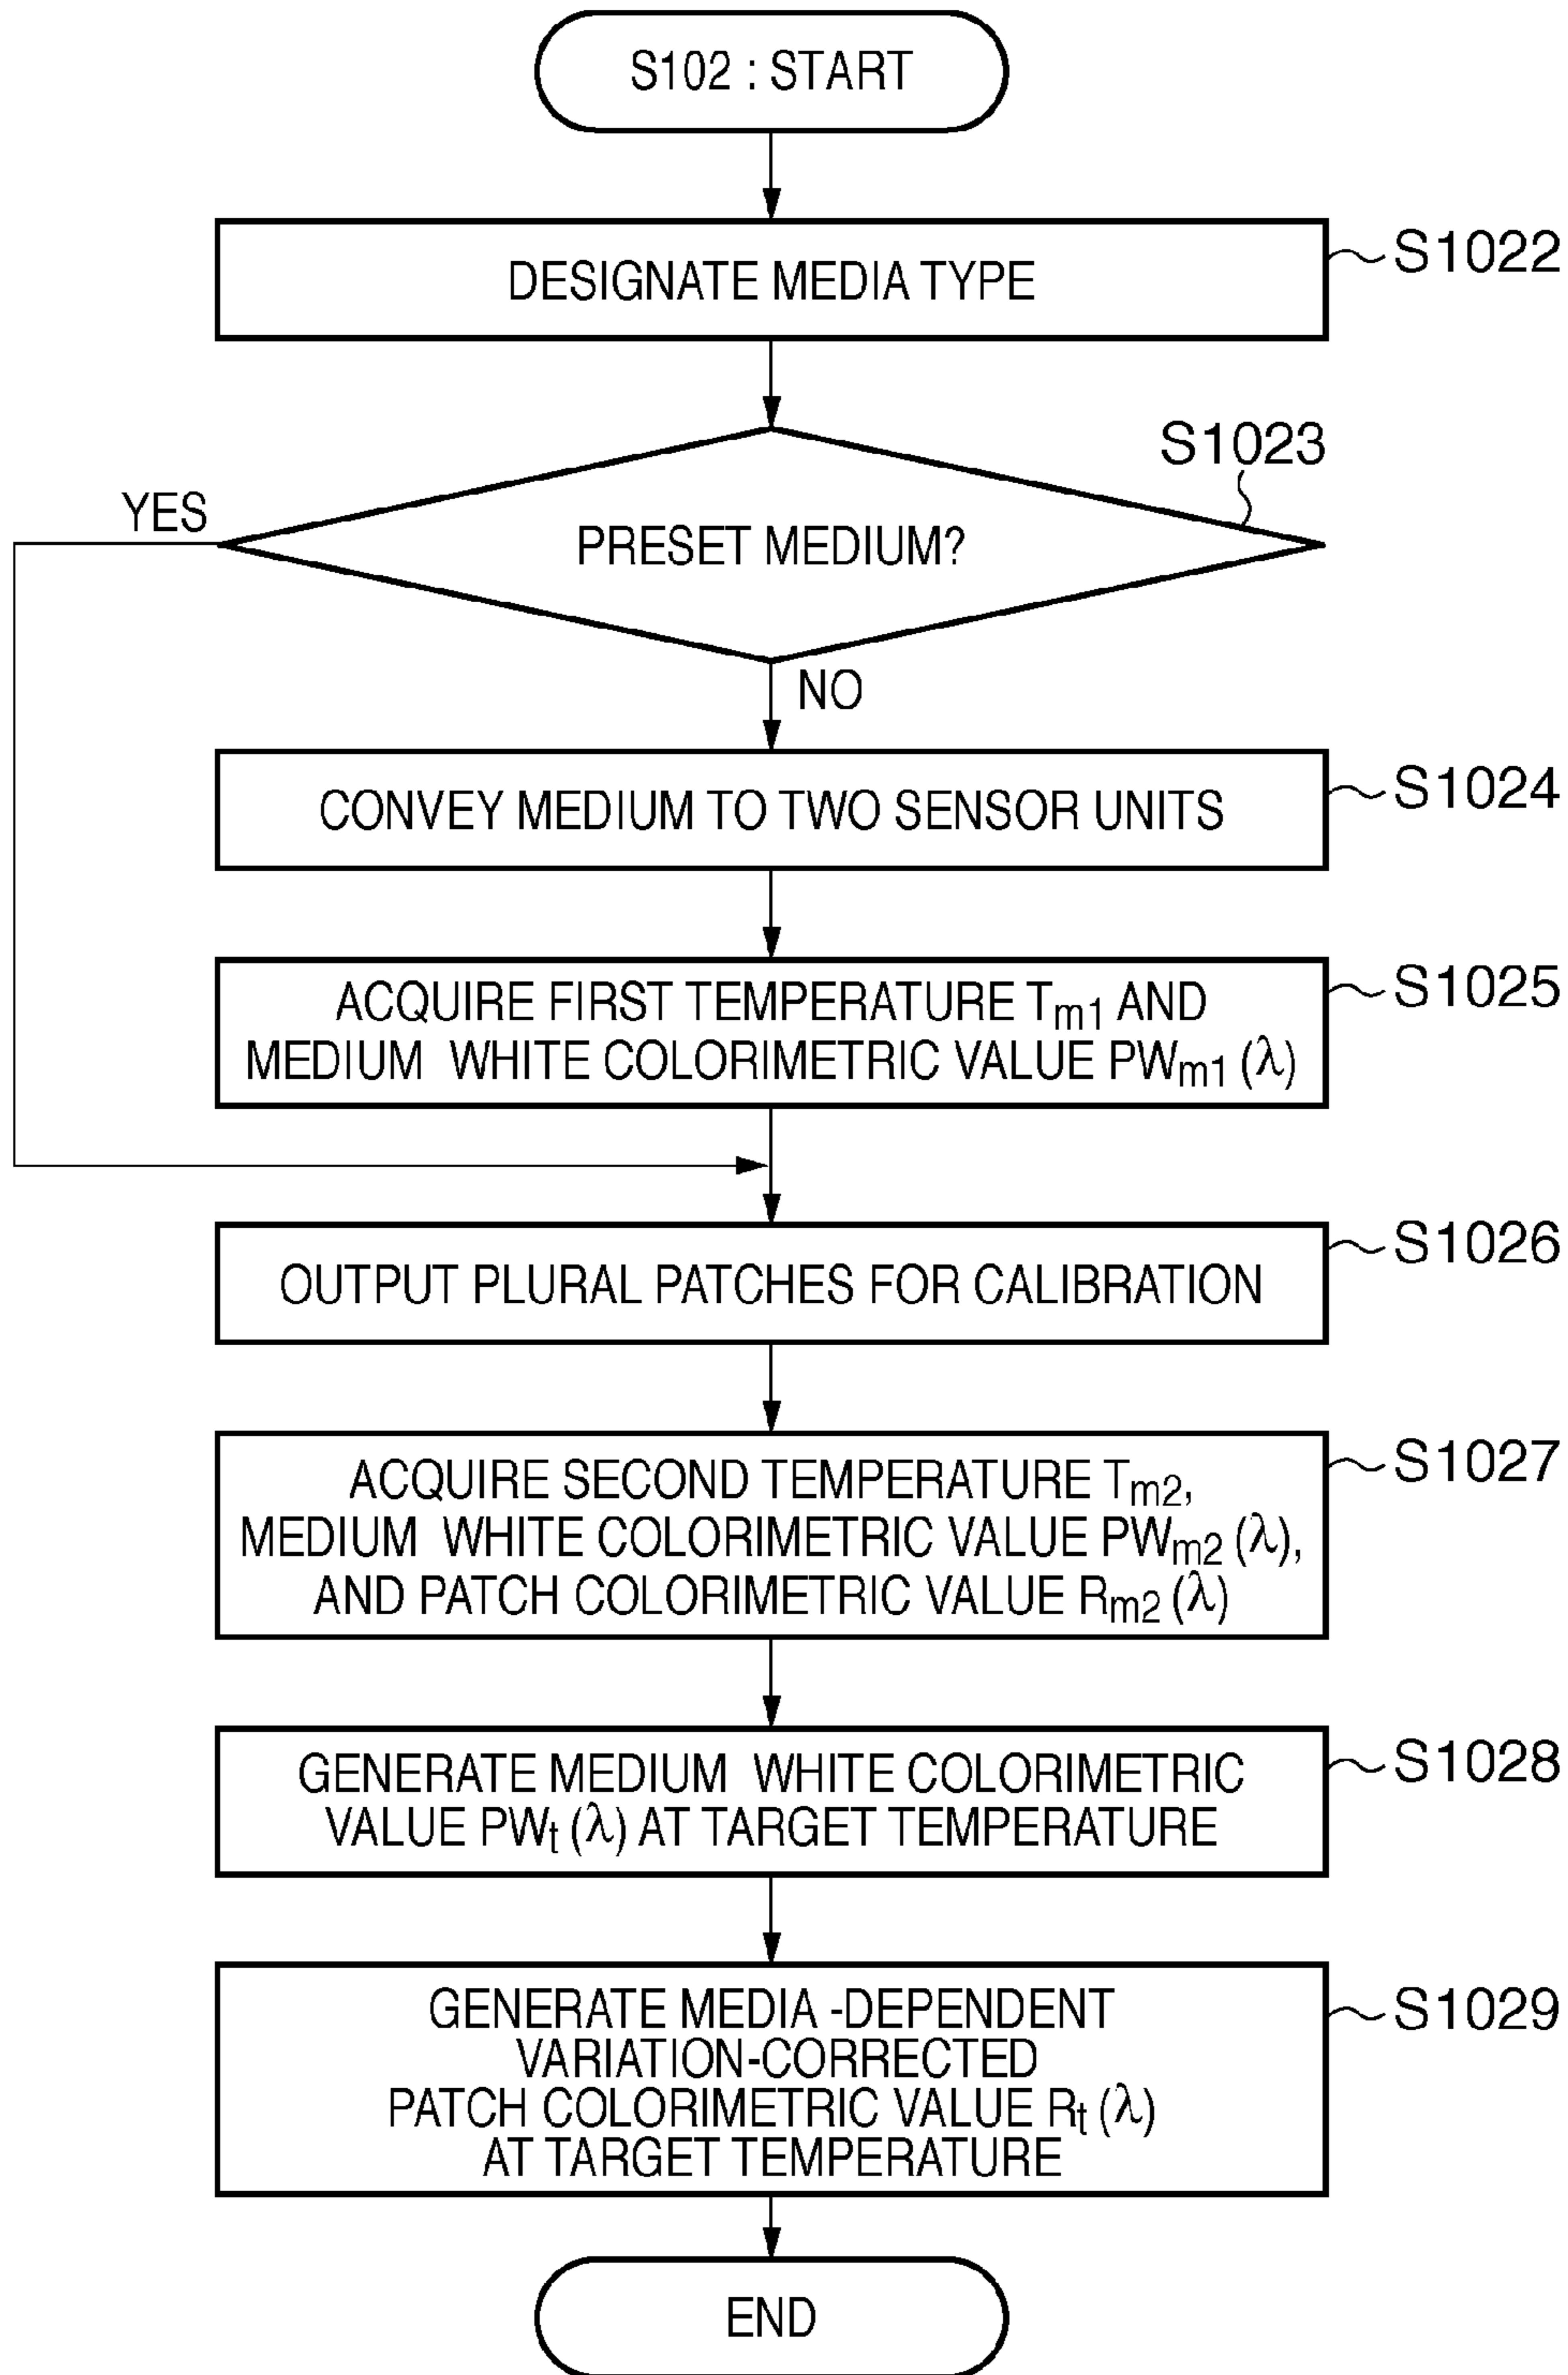 S102 : START
DESIGNATE MEDIA TYPE
S1022
S1023
YES
PRESET MEDIUM?
NO
CONVEY MEDIUM TO TWO SENSOR UNITS
S1024
ACQUIRE FIRST TEMPERATURE Tm1 AND
MEDIUM WHITE COLORIMETRIC VALUE PWm1 (λ)
S1025
OUTPUT PLURAL PATCHES FOR CALIBRATION
S1026
ACQUIRE SECOND TEMPERATURE Tm2,
MEDIUM WHITE COLORIMETRIC VALUE PWm2 (λ),
AND PATCH COLORIMETRIC VALUE Rm2 (λ)
S1027
GENERATE MEDIUM WHITE COLORIMETRIC
VALUE PWt (λ) AT TARGET TEMPERATURE
S1028
GENERATE MEDIA -DEPENDENT
VARIATION-CORRECTED
PATCH COLORIMETRIC VALUE Rt (λ)
AT TARGET TEMPERATURE
S1029
END